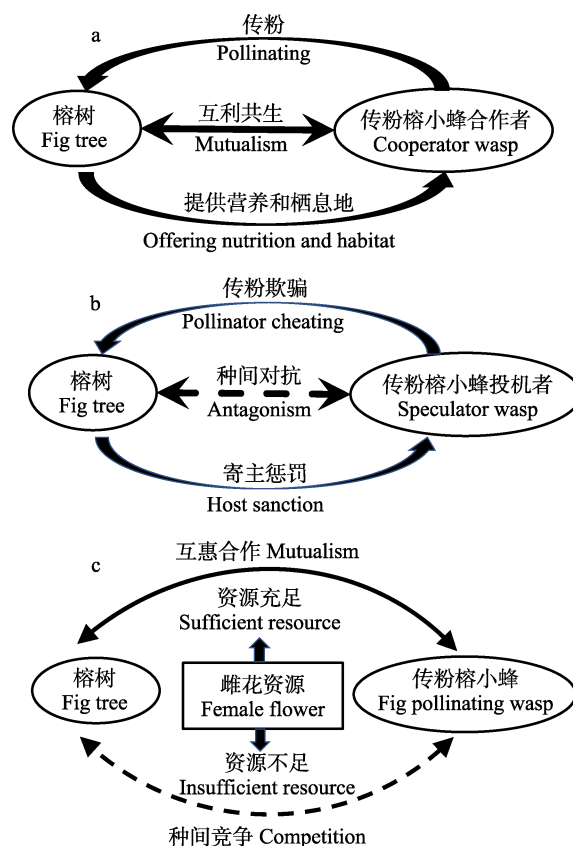 a
传粉
Pollinating
榕树
Fig tree
互利共生
Mutualism
传粉榕小蜂合作者
Cooperator wasp
提供营养和栖息地
Offering nutrition and habitat
b
传粉欺骗
Pollinator cheating
榕树
Fig tree
种间对抗
Antagonism
传粉榕小蜂投机者
Speculator wasp
寄主惩罚
Host sanction
c
互惠合作 Mutualism
资源充足
Sufficient resource
榕树
Fig tree
雌花资源
Female flower
传粉榕小蜂
Fig pollinating wasp
资源不足
Insufficient resource
种间竞争 Competition